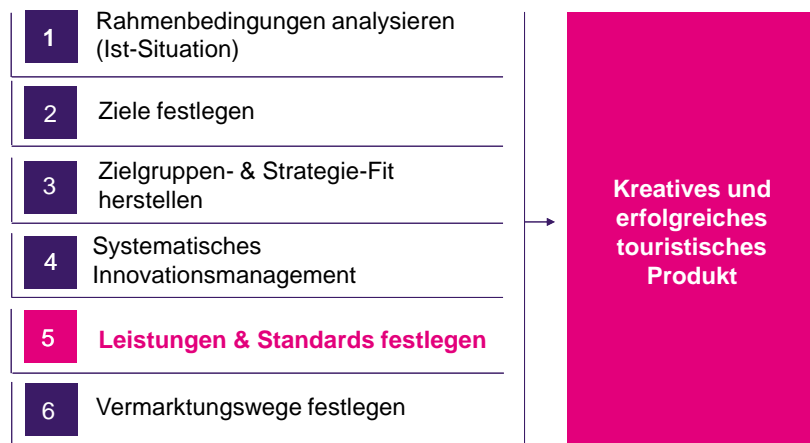 1
Rahmenbedingungen analysieren
(Ist-Situation)
2
Ziele festlegen
3
Zielgruppen- & Strategie-Fit
herstellen
4
Systematisches
Innovationsmanagement
5
Leistungen & Standards festlegen
6
Vermarktungswege festlegen
Kreatives und
erfolgreiches
touristisches
Produkt